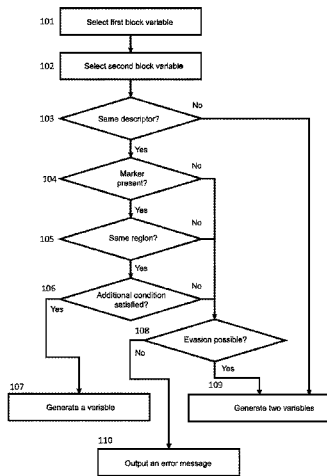 101
Select first block variable
102
Select second block variable
103
Same descriptor?
No
Yes
104
Marker
present?
No
Yes
105
Same region?
No
Yes
106
Additional condition
satisfied?
No
Yes
108
Evasion possible?
No
Yes
107
Generate a variable
109
Generate two variables
110
Output an error message